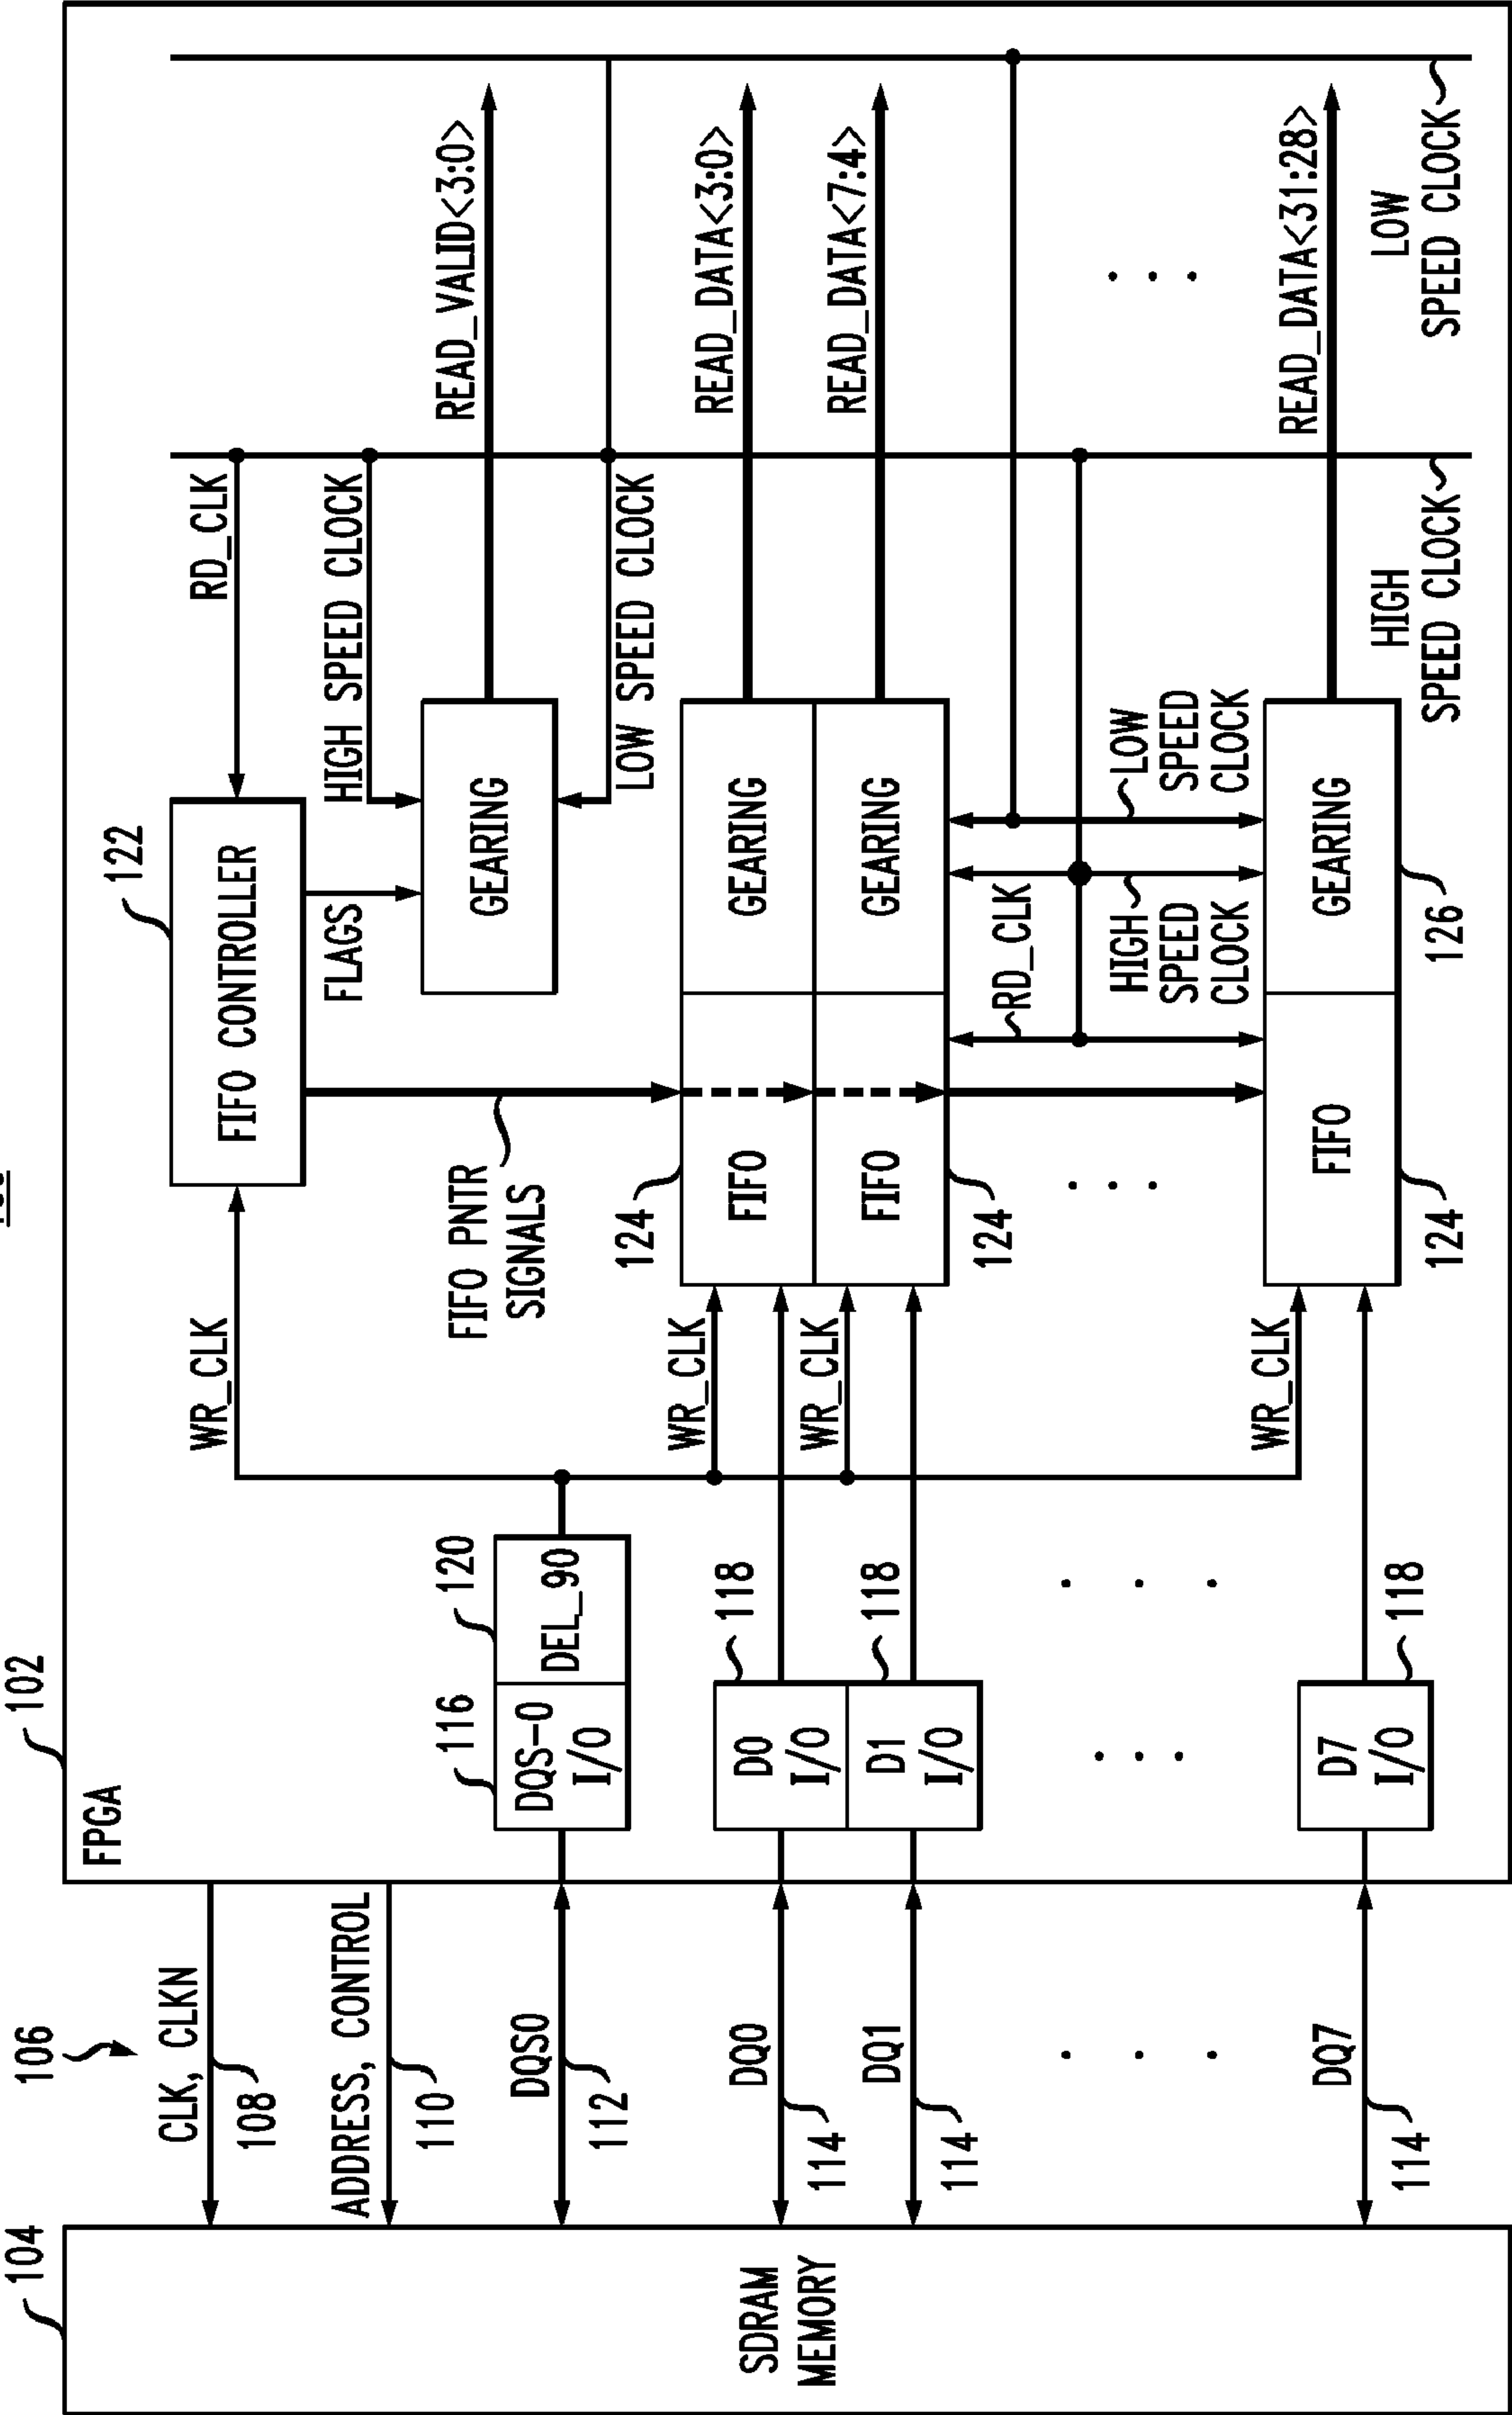 104
SDRAM
MEMORY
106
CLK, CLKN
108
ADDRESS, CONTROL
110
DQS0
112
DQ0
114
DQ1
114
. . .
DQ7
114
102
FPGA
116
DQS-0
I/O
120
DEL_90
D0
I/O
118
D1
I/O
118
. . .
. . .
D7
I/O
118
WR_CLK
WR_CLK
WR_CLK
WR_CLK
122
FIFO CONTROLLER
RD_CLK
FIFO PNTR
SIGNALS
FLAGS
HIGH SPEED CLOCK
GEARING
LOW SPEED CLOCK
READ_VALID<3:0>
124
FIFO
GEARING
READ_DATA<3:0>
FIFO
GEARING
READ_DATA<7:4>
124
. . .
RD_CLK
HIGH
SPEED
CLOCK
LOW
SPEED
CLOCK
. . .
FIFO
GEARING
READ_DATA<31:28>
124
126
HIGH
SPEED CLOCK
LOW
SPEED CLOCK